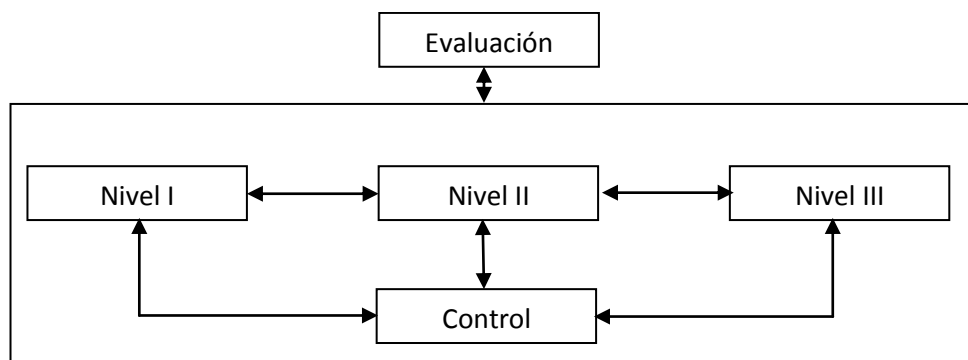 Evaluación
Nivel I
Nivel II
Nivel III
Control